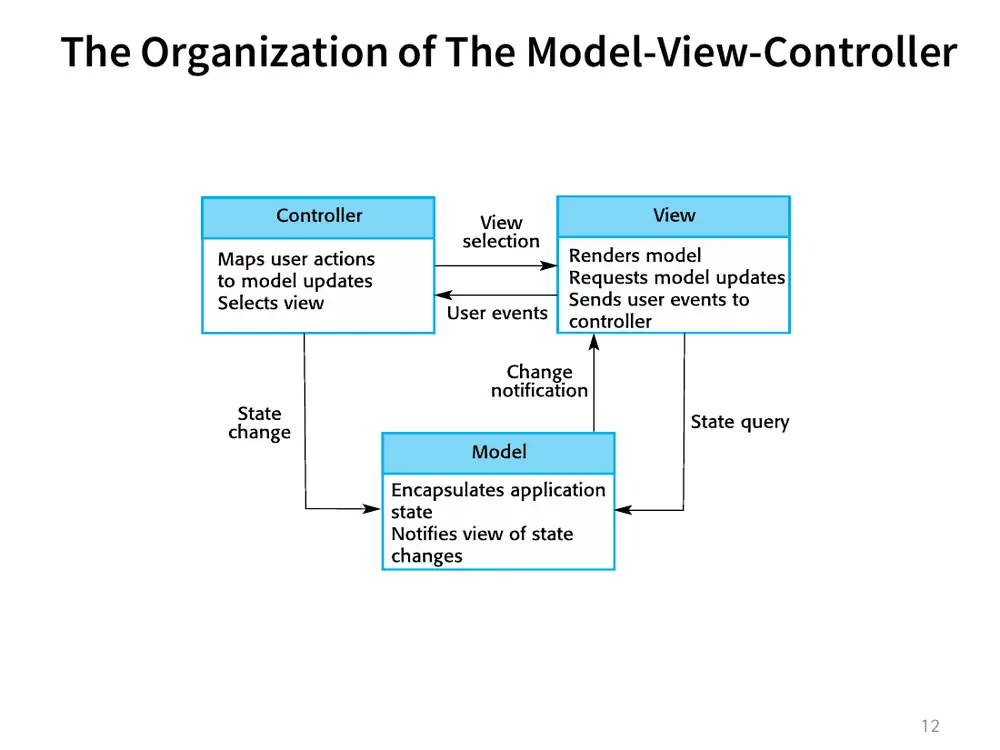 The Organization of The Model-View-Controller
Controller
Maps user actions
to model updates
Selects view
View
selection
User events
View
Renders model
Requests model updates
Sends user events to
controller
State
change
Change
notification
State query
Model
Encapsulates application
state
Notifies view of state
changes
12